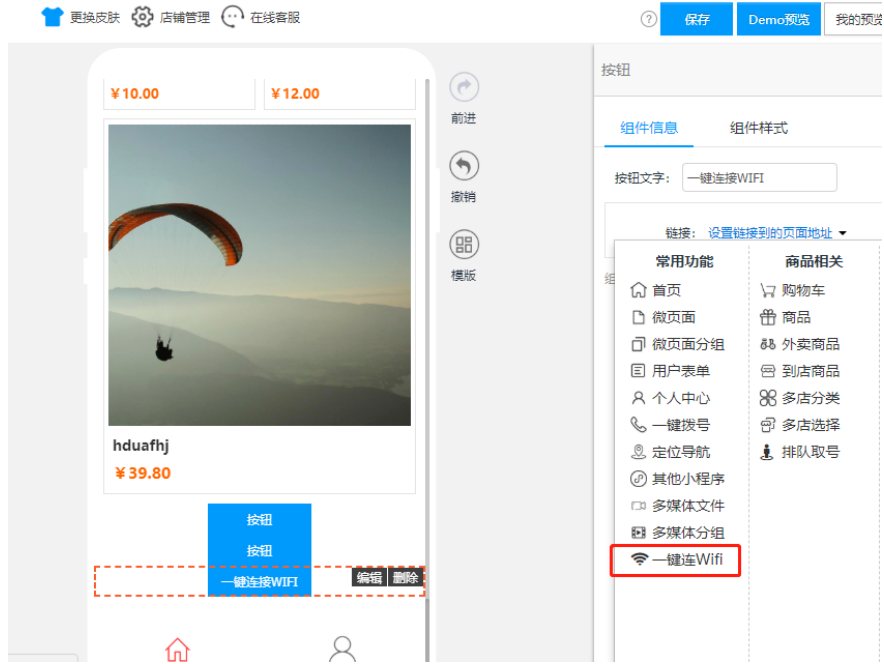 更换皮肤 店铺管理 在线客服 ? 保存 Demo预览 我的预览
¥10.00 ¥12.00
hduafhj
¥39.80
按钮
按钮
一键连接WIFI 编辑 删除
前进
撤销
模版
按钮
组件信息 组件样式
按钮文字： 一键连接WIFI
链接： 设置链接到的页面地址
组
常用功能
首页
微页面
微页面分组
用户表单
个人中心
一键拨号
定位导航
其他小程序
多媒体文件
多媒体分组
一键连Wifi
商品相关
购物车
商品
外卖商品
到店商品
多店分类
多店选择
排队取号